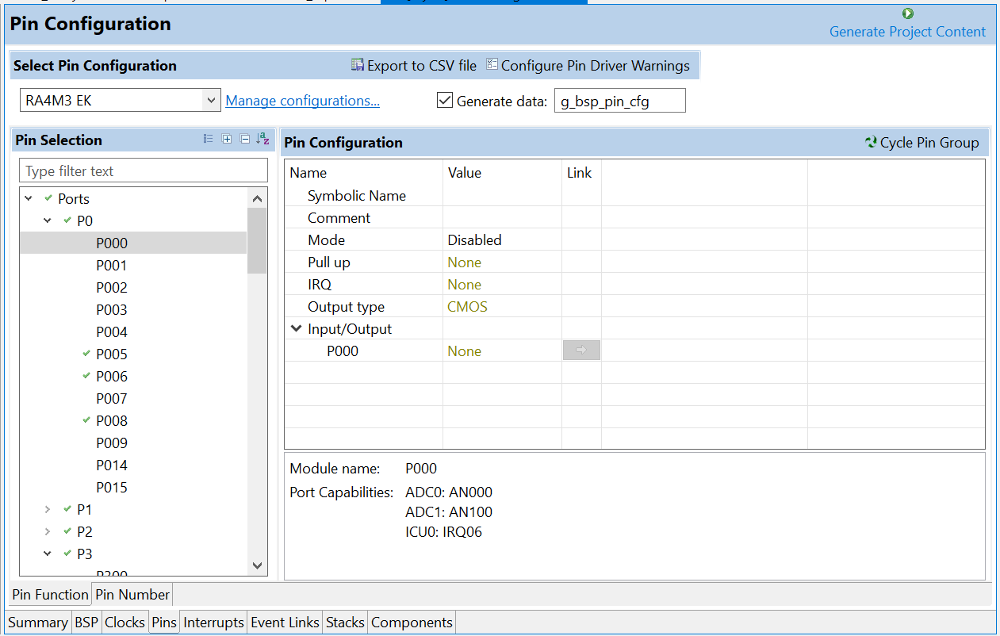 Pin Configuration
Generate Project Content
Select Pin Configuration Export to CSV file Configure Pin Driver Warnings
RA4M3 EK Manage configurations... Generate data: g_bsp_pin_cfg
Pin Selection
Type filter text
Ports
P0
P000
P001
P002
P003
P004
P005
P006
P007
P008
P009
P014
P015
P1
P2
P3
P300
Pin Configuration Cycle Pin Group
Name Value Link
Symbolic Name
Comment
Mode Disabled
Pull up None
IRQ None
Output type CMOS
Input/Output
P000 None
Module name: P000
Port Capabilities: ADC0: AN000
ADC1: AN100
ICU0: IRQ06
Pin Function Pin Number
Summary BSP Clocks Pins Interrupts Event Links Stacks Components